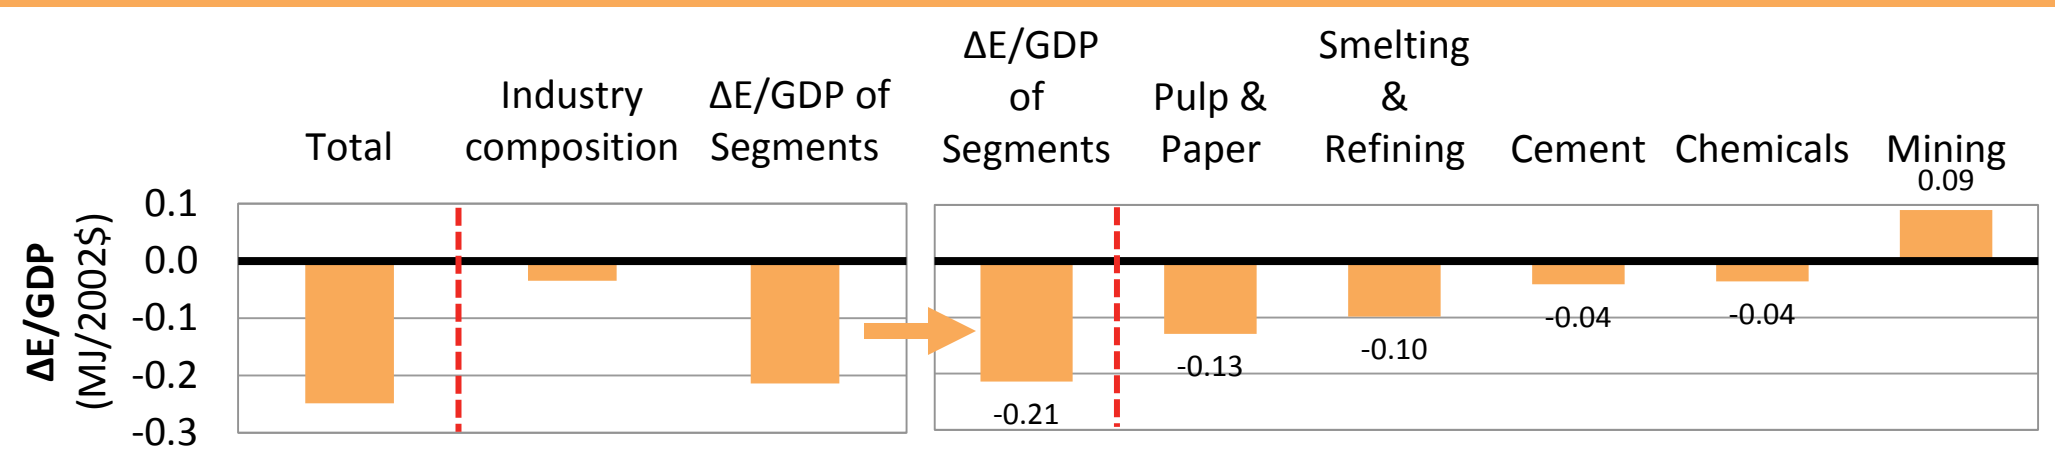 Total
Industry
composition
ΔE/GDP of
Segments
ΔE/GDP
of
Segments
Pulp &
Paper
Smelting
&
Refining
Cement
Chemicals
Mining
ΔE/GDP
(MJ/2002$)
0.1
0.0
-0.1
-0.2
-0.3
-0.21
-0.13
-0.10
-0.04
-0.04
0.09